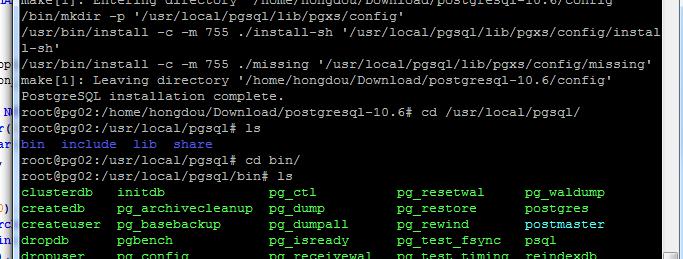 make[1]: Entering directory '/home/hongdou/Download/postgresql-10.6/config'
/bin/mkdir -p '/usr/local/pgsql/lib/pgxs/config'
/usr/bin/install -c -m 755 ./install-sh '/usr/local/pgsql/lib/pgxs/config/instal
l-sh'
/usr/bin/install -c -m 755 ./missing '/usr/local/pgsql/lib/pgxs/config/missing'
make[1]: Leaving directory '/home/hongdou/Download/postgresql-10.6/config'
PostgreSQL installation complete.
root@pg02:/home/hongdou/Download/postgresql-10.6# cd /usr/local/pgsql/
root@pg02:/usr/local/pgsql# ls
bin include lib share
root@pg02:/usr/local/pgsql# cd bin/
root@pg02:/usr/local/pgsql/bin# ls
clusterdb initdb pg_ctl pg_resetwal pg_waldump
createdb pg_archivecleanup pg_dump pg_restore postgres
createuser pg_basebackup pg_dumpall pg_rewind postmaster
dropdb pgbench pg_isready pg_test_fsync psql
dropuser pg_config pg_receivewal pg_test_timing reindexdb